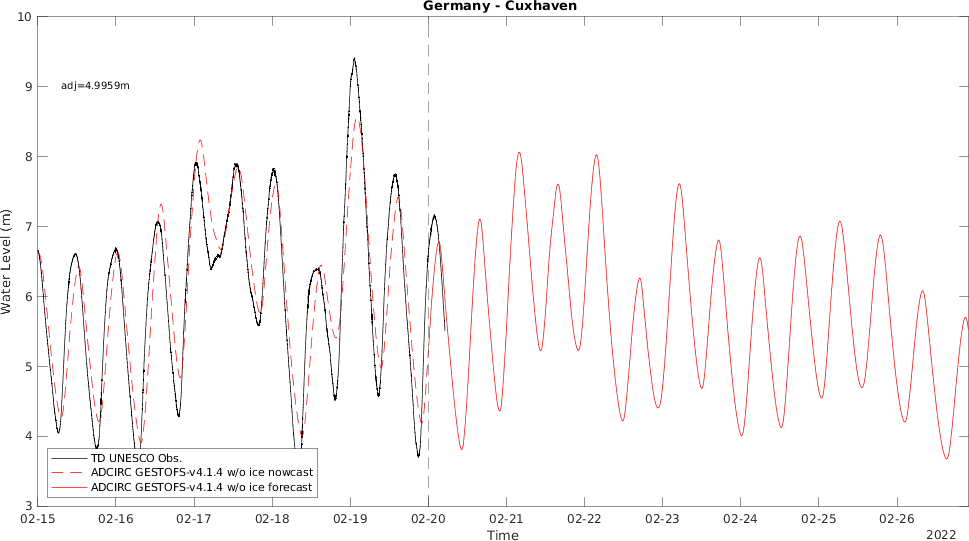 Germany - Cuxhaven
10
9
8
7
6
5
4
3
Water Level (m)
adj=4.9959m
TD UNESCO Obs.
ADCIRC GESTOFS-v4.1.4 w/o ice nowcast
ADCIRC GESTOFS-v4.1.4 w/o ice forecast
02-15 02-16 02-17 02-18 02-19 02-20 02-21 02-22 02-23 02-24 02-25 02-26
Time
2022